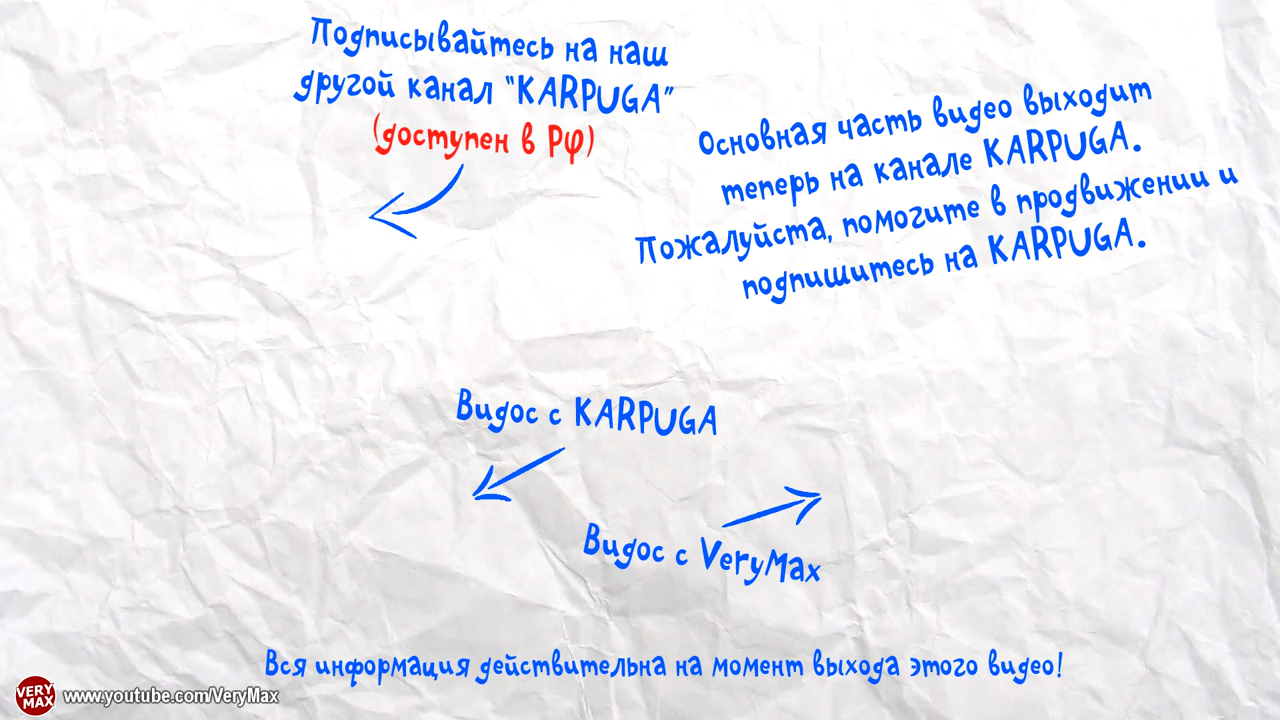 Подписывайтесь на наш
другой канал "KARPUGA"
(доступен в РФ)
Основная часть видео выходит
теперь на канале KARPUGA.
Пожалуйста, помогите в продвижении и
подпишитесь на KARPUGA.
Видос с KARPUGA
Видос с VeryMax
Вся информация действительна на момент выхода этого видео!
VERY
MAX
www.youtube.com/VeryMax